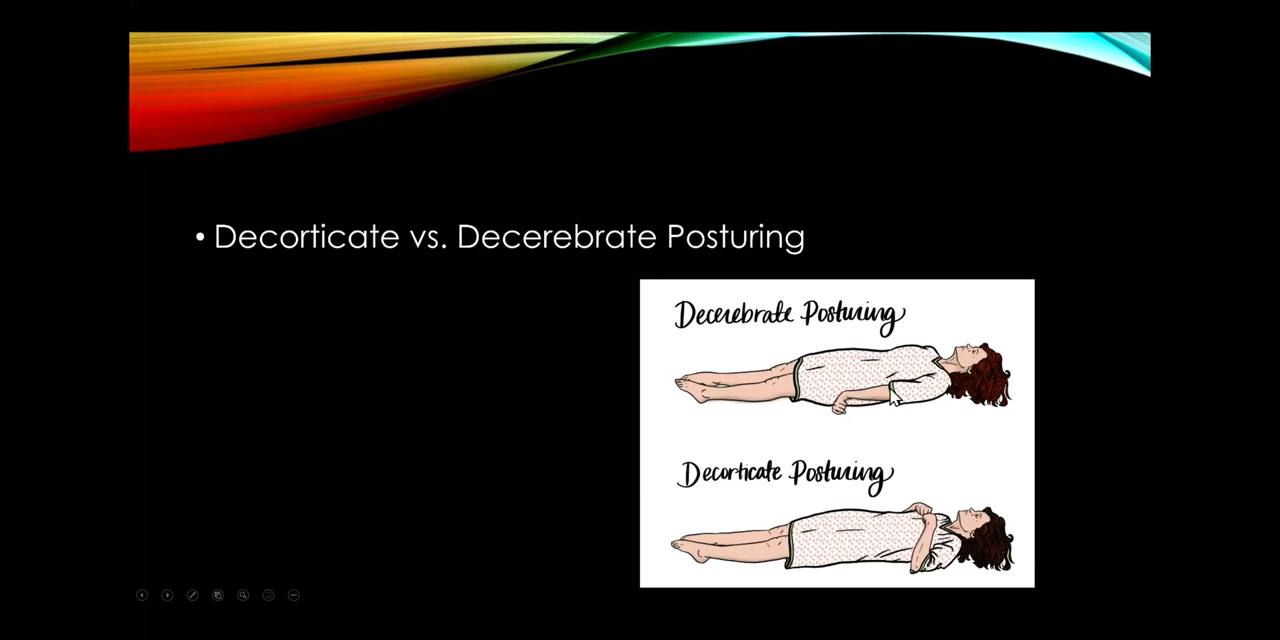 • Decorticate vs. Decerebrate Posturing
Decerebrate Posturing
Decorticate Posturing